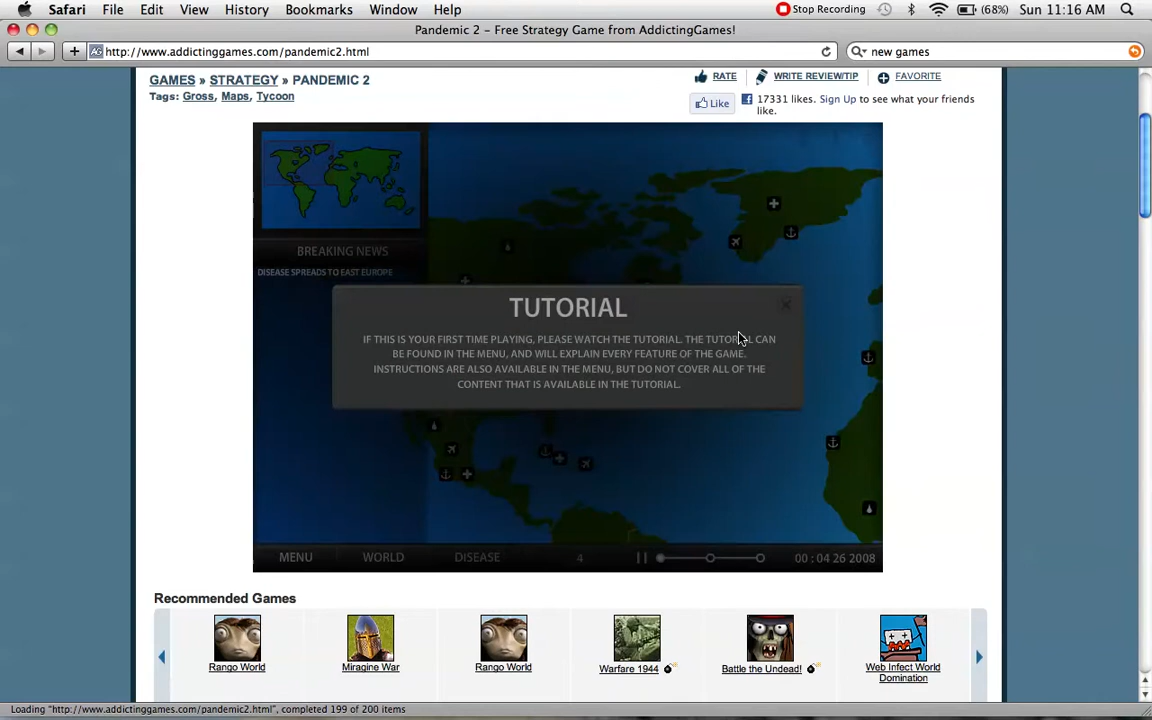 Safari File Edit View History Bookmarks Window Help Stop Recording (68%) Sun 11:16 AM
Pandemic 2 – Free Strategy Game from AddictingGames!
AG http://www.addictinggames.com/pandemic2.html new games
GAMES » STRATEGY » PANDEMIC 2 RATE WRITE REVIEW/TIP FAVORITE
Tags: Gross, Maps, Tycoon
Like 17331 likes. Sign Up to see what your friends
like.
BREAKING NEWS
DISEASE SPREADS TO EAST EUROPE
TUTORIAL
IF THIS IS YOUR FIRST TIME PLAYING, PLEASE WATCH THE TUTORIAL. THE TUTORIAL CAN
BE FOUND IN THE MENU, AND WILL EXPLAIN EVERY FEATURE OF THE GAME.
INSTRUCTIONS ARE ALSO AVAILABLE IN THE MENU, BUT DO NOT COVER ALL OF THE
CONTENT THAT IS AVAILABLE IN THE TUTORIAL.
MENU WORLD DISEASE 4 00 : 04 26 2008
Recommended Games
Rango World Miragine War Rango World Warfare 1944 Battle the Undead! Web Infect World
Domination
Loading "http://www.addictinggames.com/pandemic2.html", completed 199 of 200 items